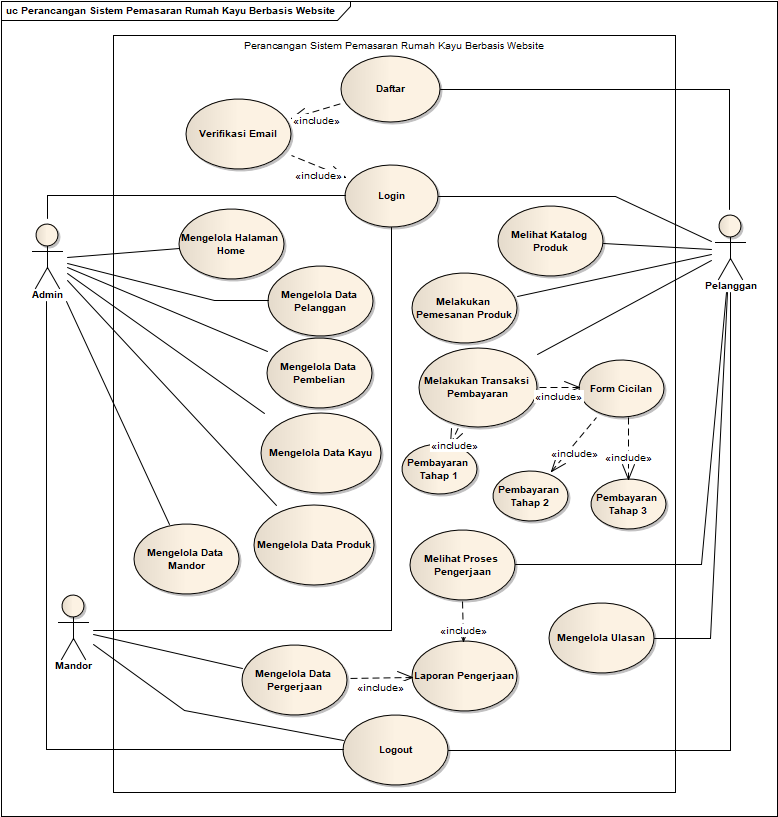 uc Perancangan Sistem Pemasaran Rumah Kayu Berbasis Website
Perancangan Sistem Pemasaran Rumah Kayu Berbasis Website
Daftar
«include»
Verifikasi Email
«include»
Login
Mengelola Halaman
Home
Melihat Katalog
Produk
Admin
Pelanggan
Mengelola Data
Pelanggan
Melakukan
Pemesanan Produk
Mengelola Data
Pembelian
Melakukan Transaksi
Pembayaran
«include»
Form Cicilan
Mengelola Data Kayu
«include»
Pembayaran
Tahap 1
«include»
«include»
Pembayaran
Tahap 2
Pembayaran
Tahap 3
Mengelola Data
Mandor
Mengelola Data Produk
Melihat Proses
Pengerjaan
«include»
Mengelola Ulasan
Mandor
Mengelola Data
Pergerjaan
«include»
Laporan Pengerjaan
Logout